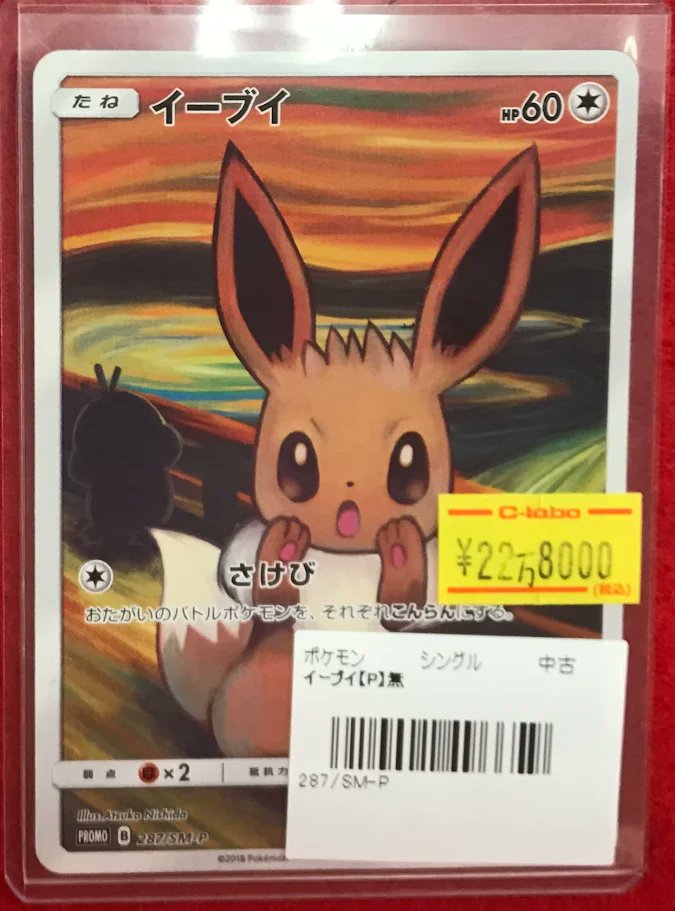 たね イーブイ HP60
C-labo
¥22万8000
(税込)
さけび
おたがいのバトルポケモンを、それぞれこんらんにする。
ポケモン シングル 中古
イーブイ【P】無
287/SM-P
弱点 ×2 抵抗力
Illus. Atsuko Nishida
PROMO B 287/SM-P
©2018 Pokémon